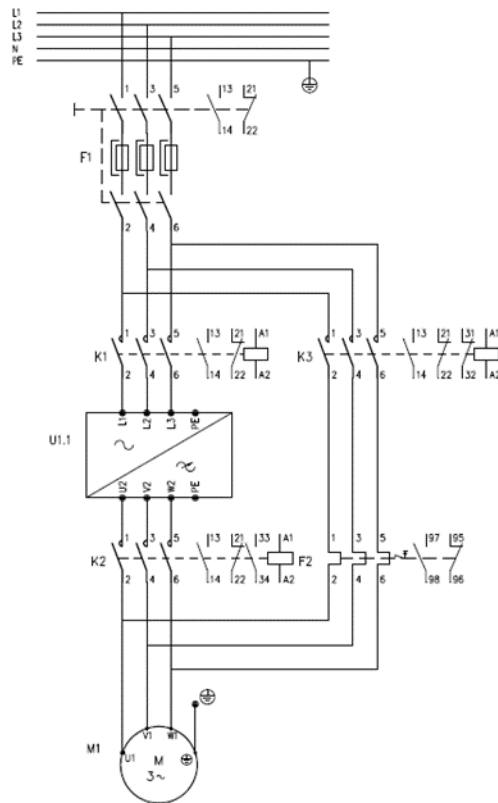 L1
L2
L3
N
PE
1 3 5 13 21
14 22
F1
2 4 6
1 3 5 13 21 A1
K1
2 4 6 14 22 A2
1 3 5 13 21 31 A1
K3
2 4 6 14 22 32 A2
L1 L2 L3 PE
U1.1
U2 V2 W2 PE
1 3 5 13 21 33 A1
K2
2 4 6 14 22 34 A2
1 3 5 97 95
F2
2 4 6 98 96
M1
U1 V1 W1
M
3~